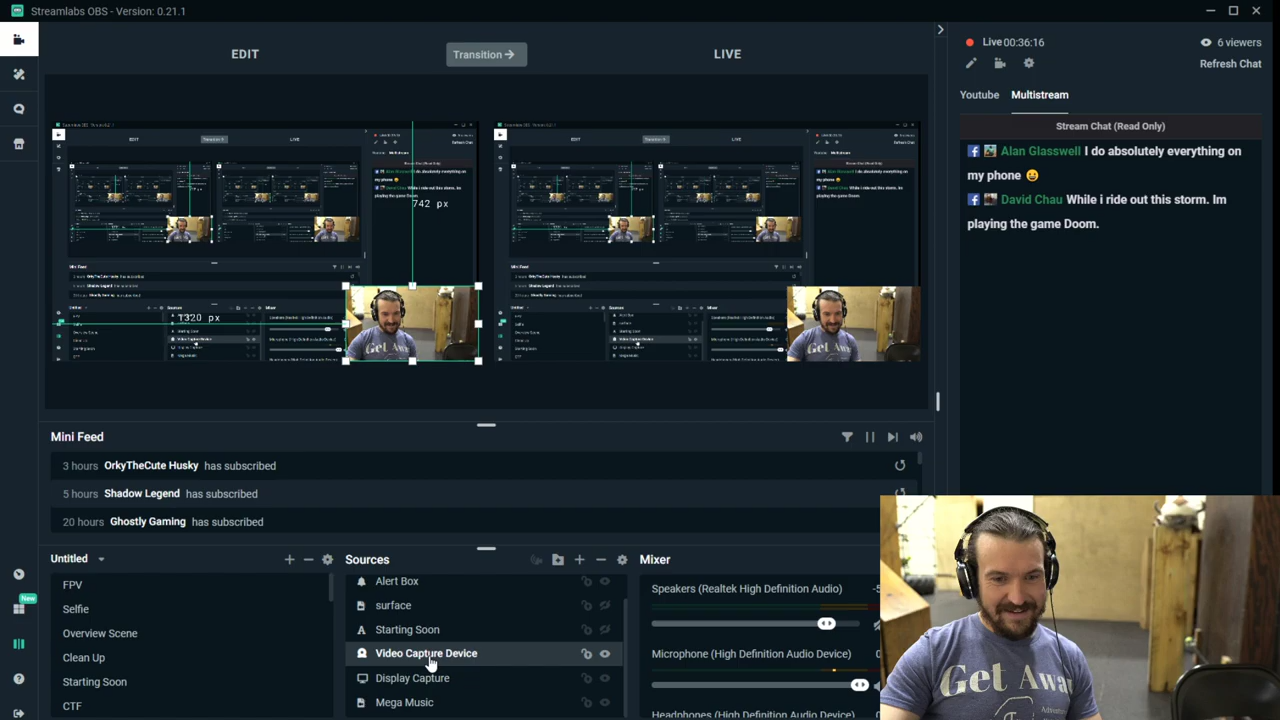 Streamlabs OBS - Version: 0.21.1
EDIT
Transition
LIVE
742 px
1320 px
Live 00:36:16
6 viewers
Refresh Chat
Youtube
Multistream
Stream Chat (Read Only)
Alan Glasswell I do absolutely everything on
my phone
David Chau While i ride out this storm. Im
playing the game Doom.
Mini Feed
3 hours OrkyTheCute Husky has subscribed
5 hours Shadow Legend has subscribed
20 hours Ghostly Gaming has subscribed
New
Untitled
FPV
Selfie
Overview Scene
Clean Up
Starting Soon
CTF
Sources
Alert Box
surface
Starting Soon
Video Capture Device
Display Capture
Mega Music
Mixer
Speakers (Realtek High Definition Audio)
Microphone (High Definition Audio Device)
Headphones (High Definition Audio
Get Away